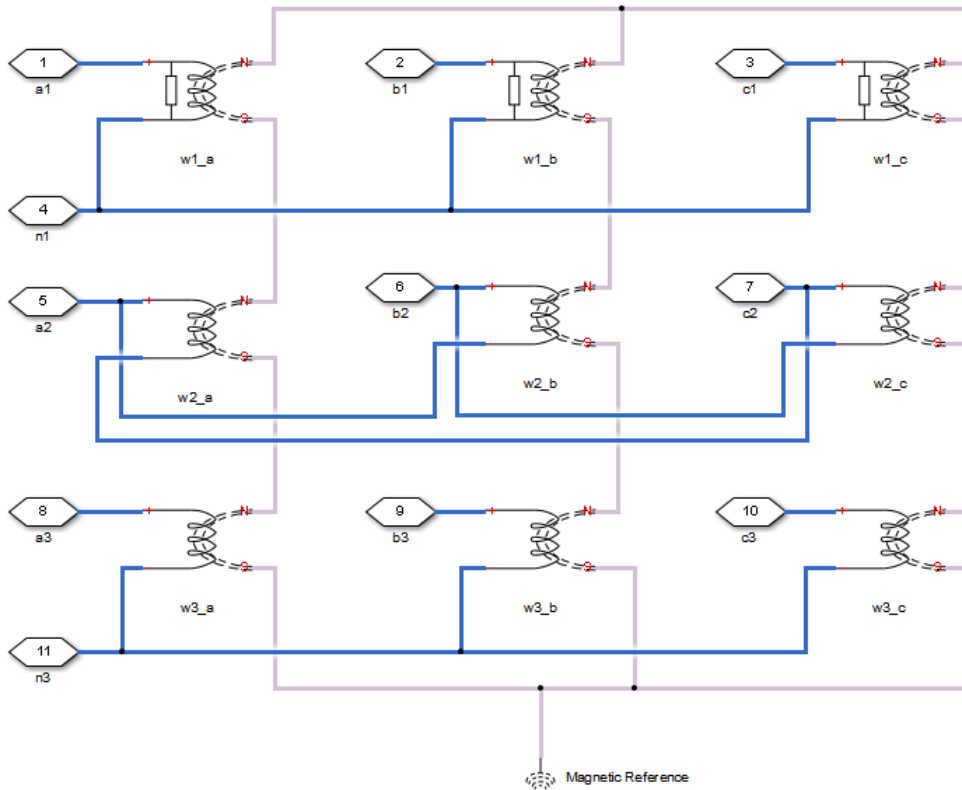 1
a1
2
b1
3
c1
+ N
+ N
+ N
S
S
S
w1_a
w1_b
w1_c
4
n1
5
a2
6
b2
7
c2
+ N
+ N
+ N
S
S
S
w2_a
w2_b
w2_c
8
a3
9
b3
10
c3
+ N
+ N
+ N
S
S
S
w3_a
w3_b
w3_c
11
n3
Magnetic Reference